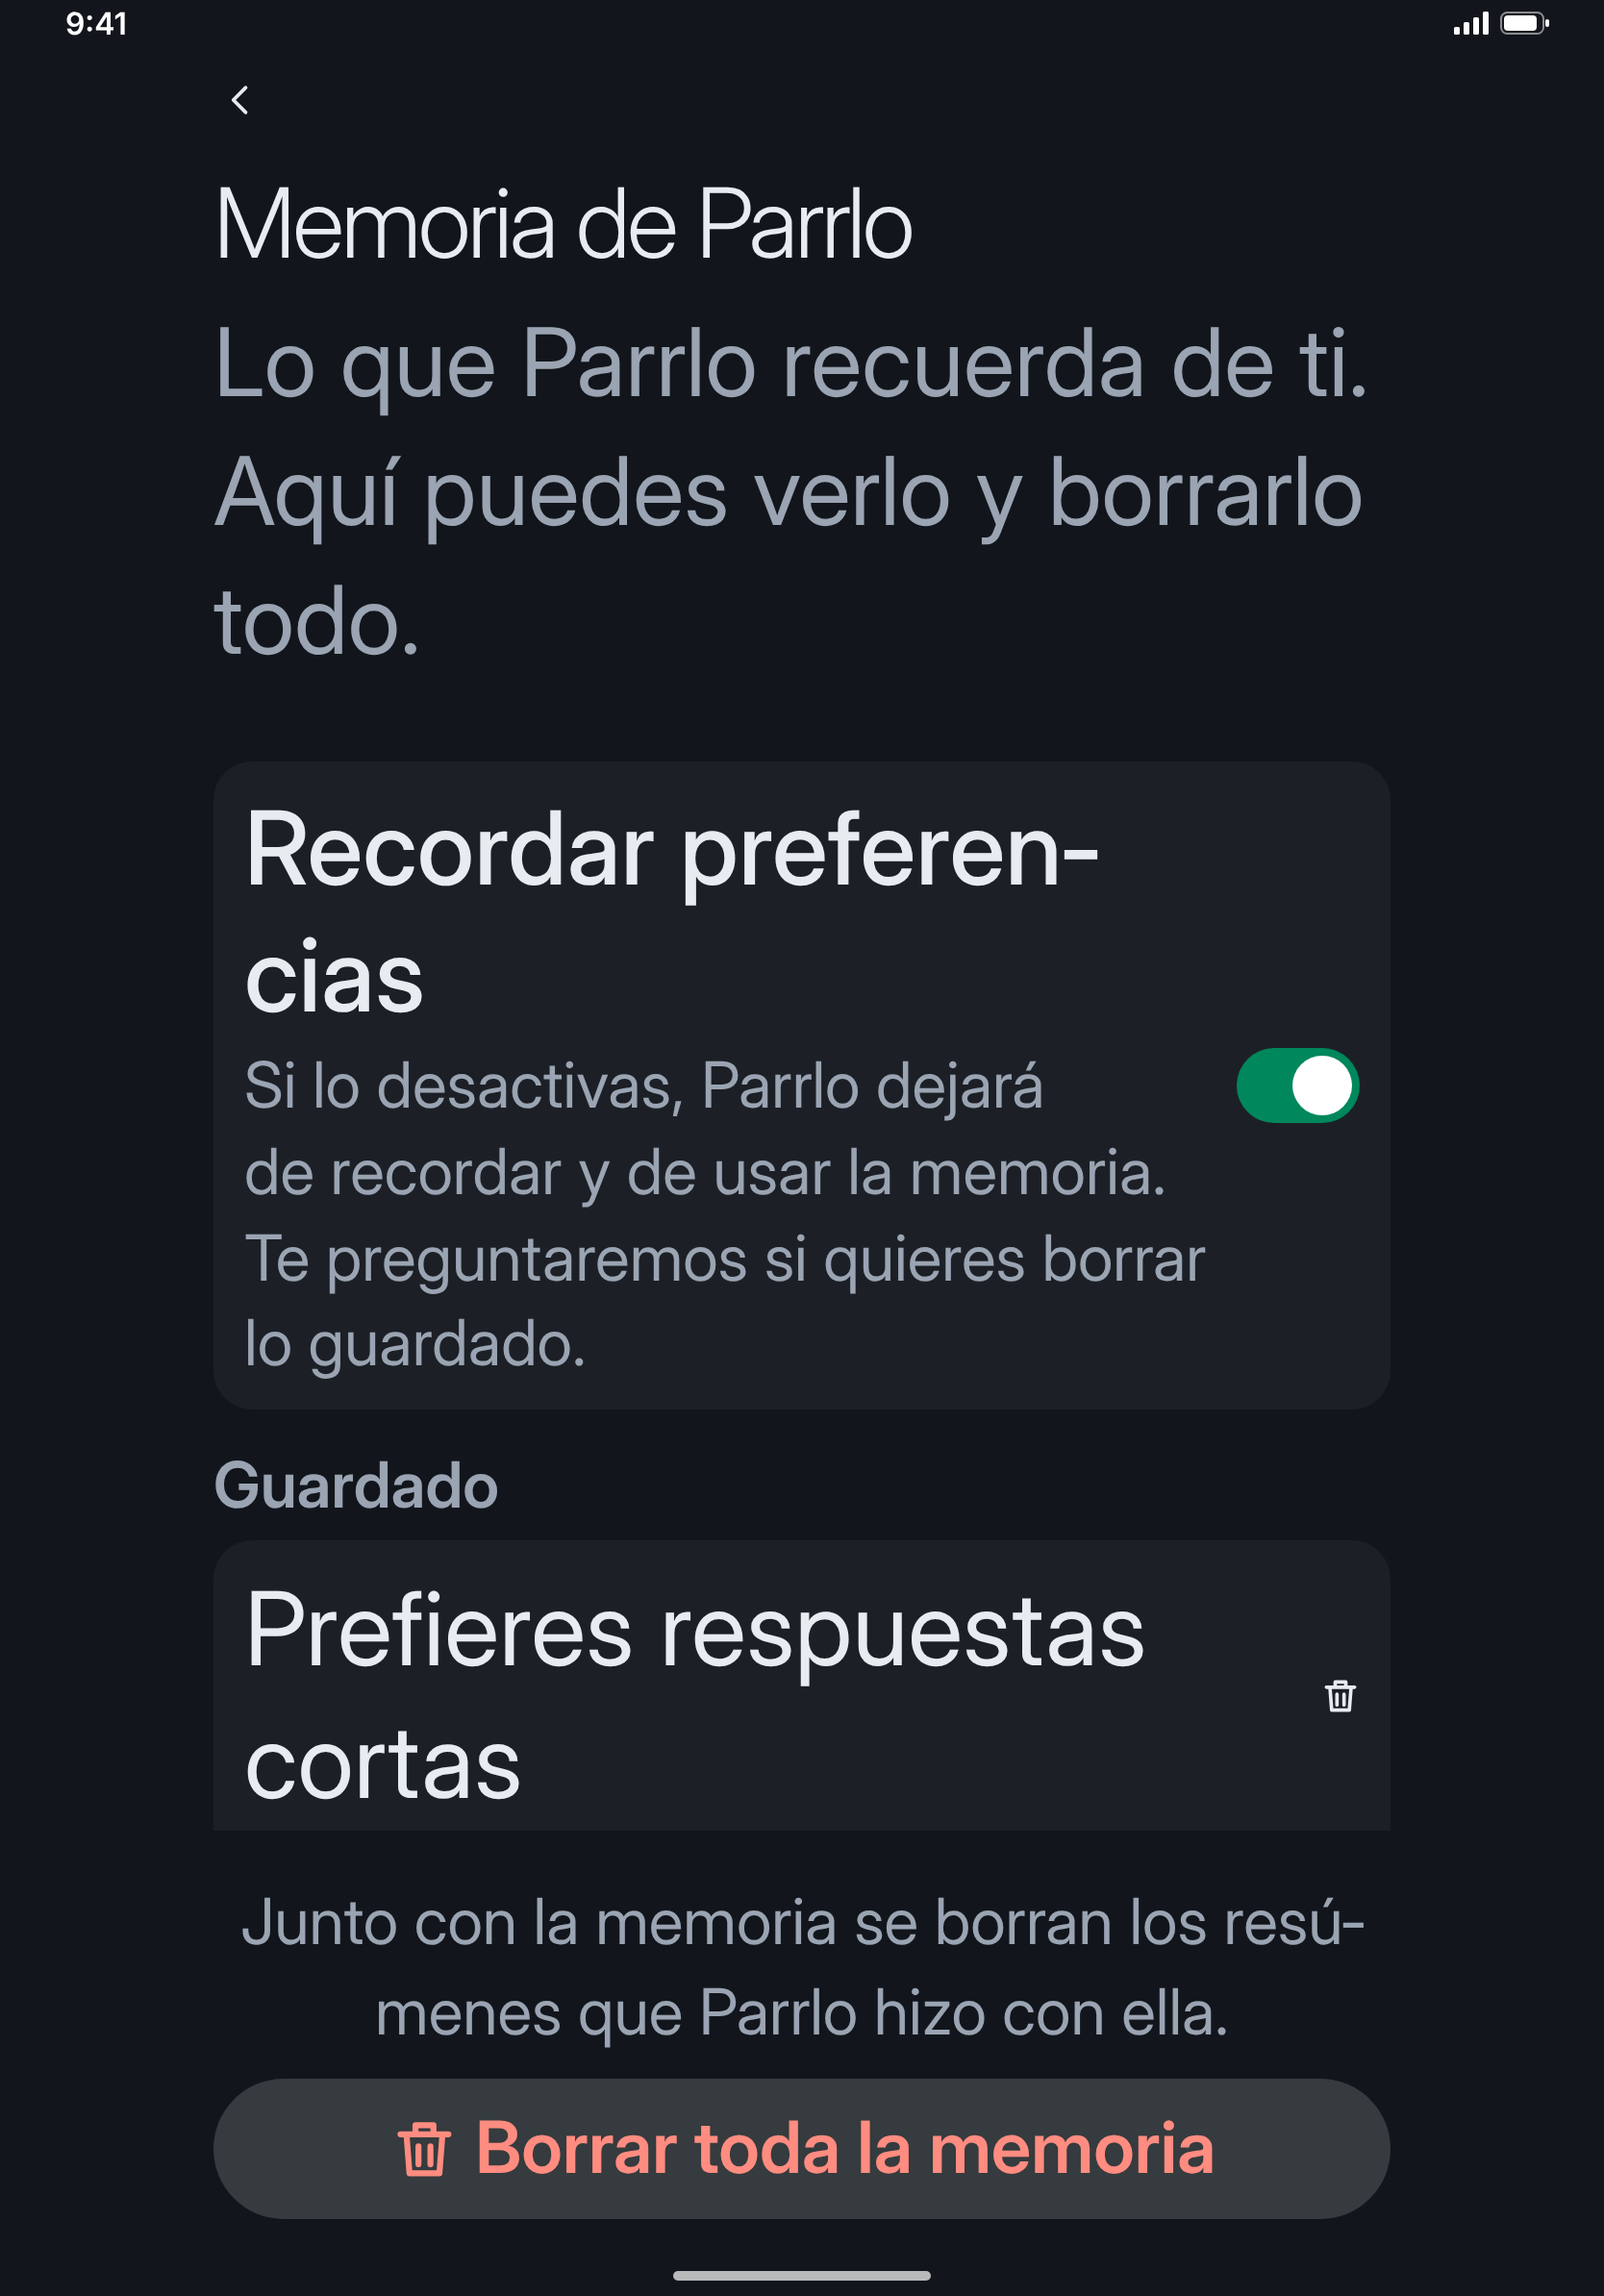 9:41
Memoria de Parrlo
Lo que Parrlo recuerda de ti.
Aquí puedes verlo y borrarlo
todo.
Recordar preferen-
cias
Si lo desactivas, Parrlo dejará
de recordar y de usar la memoria.
Te preguntaremos si quieres borrar
lo guardado.
Guardado
Prefieres respuestas
cortas
Junto con la memoria se borran los resú-
menes que Parrlo hizo con ella.
Borrar toda la memoria